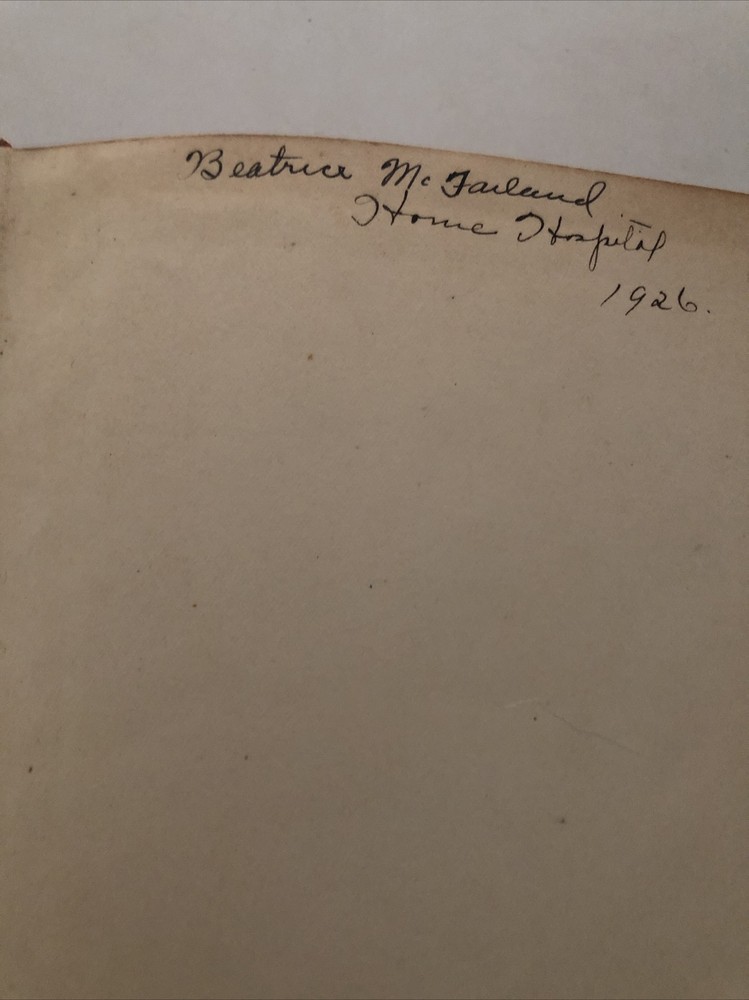 Beatrice McFarland
Home Hospital
1926.